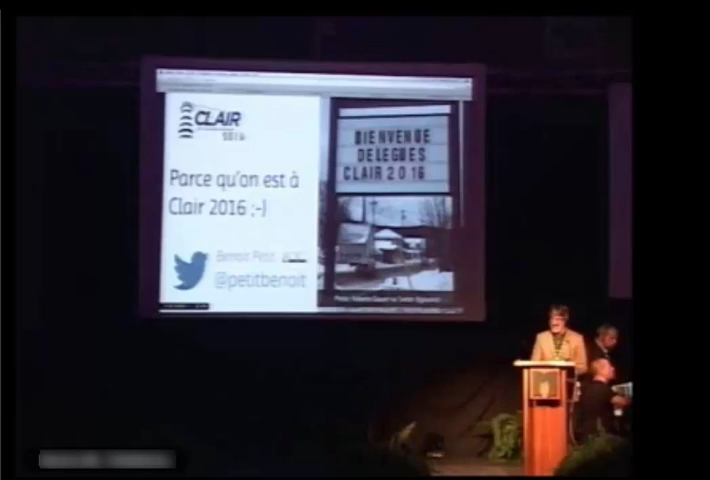 CLAIR
2016
Parce qu'on est à
Clair 2016 ;-)
Benoit Petit
@petitbenoit
BIENVENUE
DELEGUES
CLAIR 2016